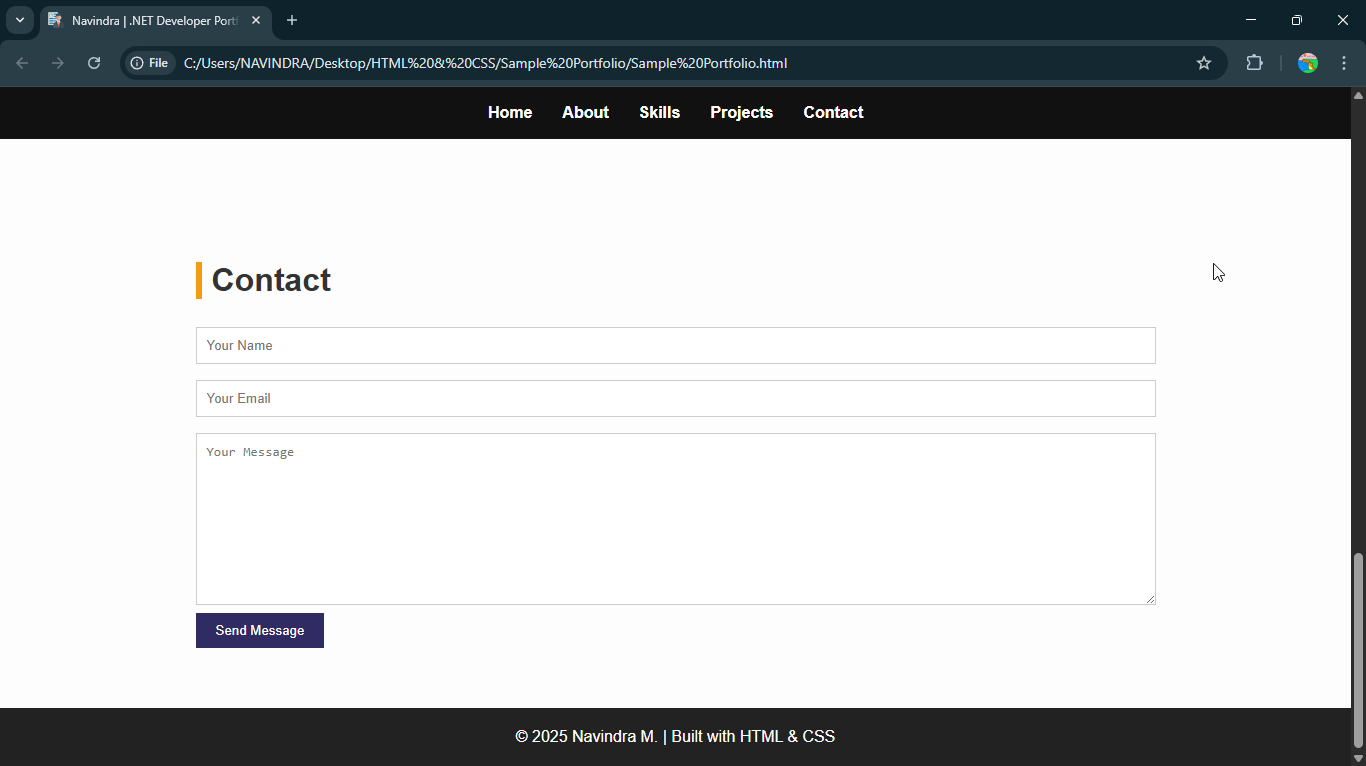 Navindra | .NET Developer Portf
File C:/Users/NAVINDRA/Desktop/HTML%20&%20CSS/Sample%20Portfolio/Sample%20Portfolio.html
Home About Skills Projects Contact
Contact
Your Name
Your Email
Your Message
Send Message
© 2025 Navindra M. | Built with HTML & CSS